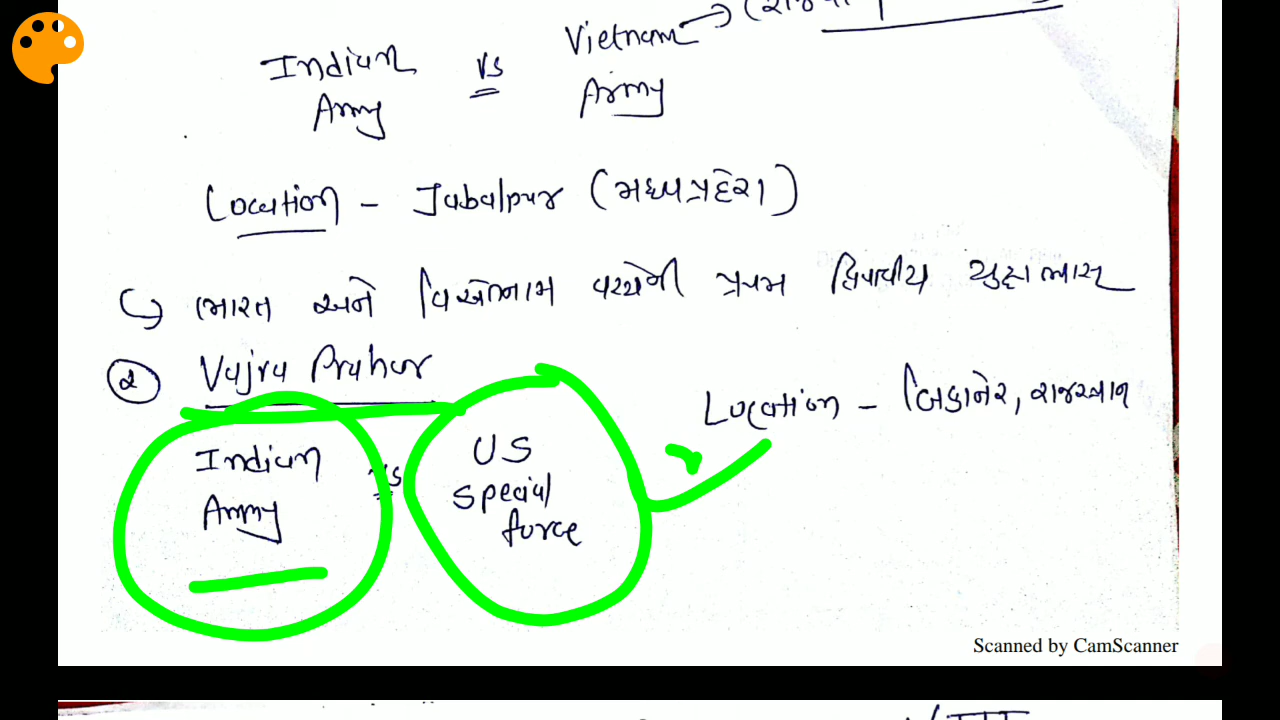 Indian vs Vietnam →
Army Army
Location - Jabalpur (મધ્યપ્રદેશ)
↳ ભારત અને વિએતનામ વચ્ચેની પ્રથમ દ્વિપક્ષીય યુદ્ધાભ્યાસ
② Vajra Prahar
Location - બિકાનેર, રાજસ્થાન
Indian vs US
Army Special
force
Scanned by CamScanner